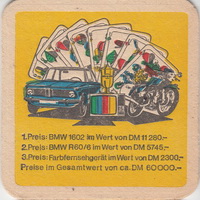 1.Preis: BMW 1602 im Wert von DM 11 280.-
2.Preis: BMW R60/6 im Wert von DM 5745.-
3.Preis: Farbfernsehgerät im Wert von DM 2300.-
Preise im Gesamtwert von ca. DM 60000.-